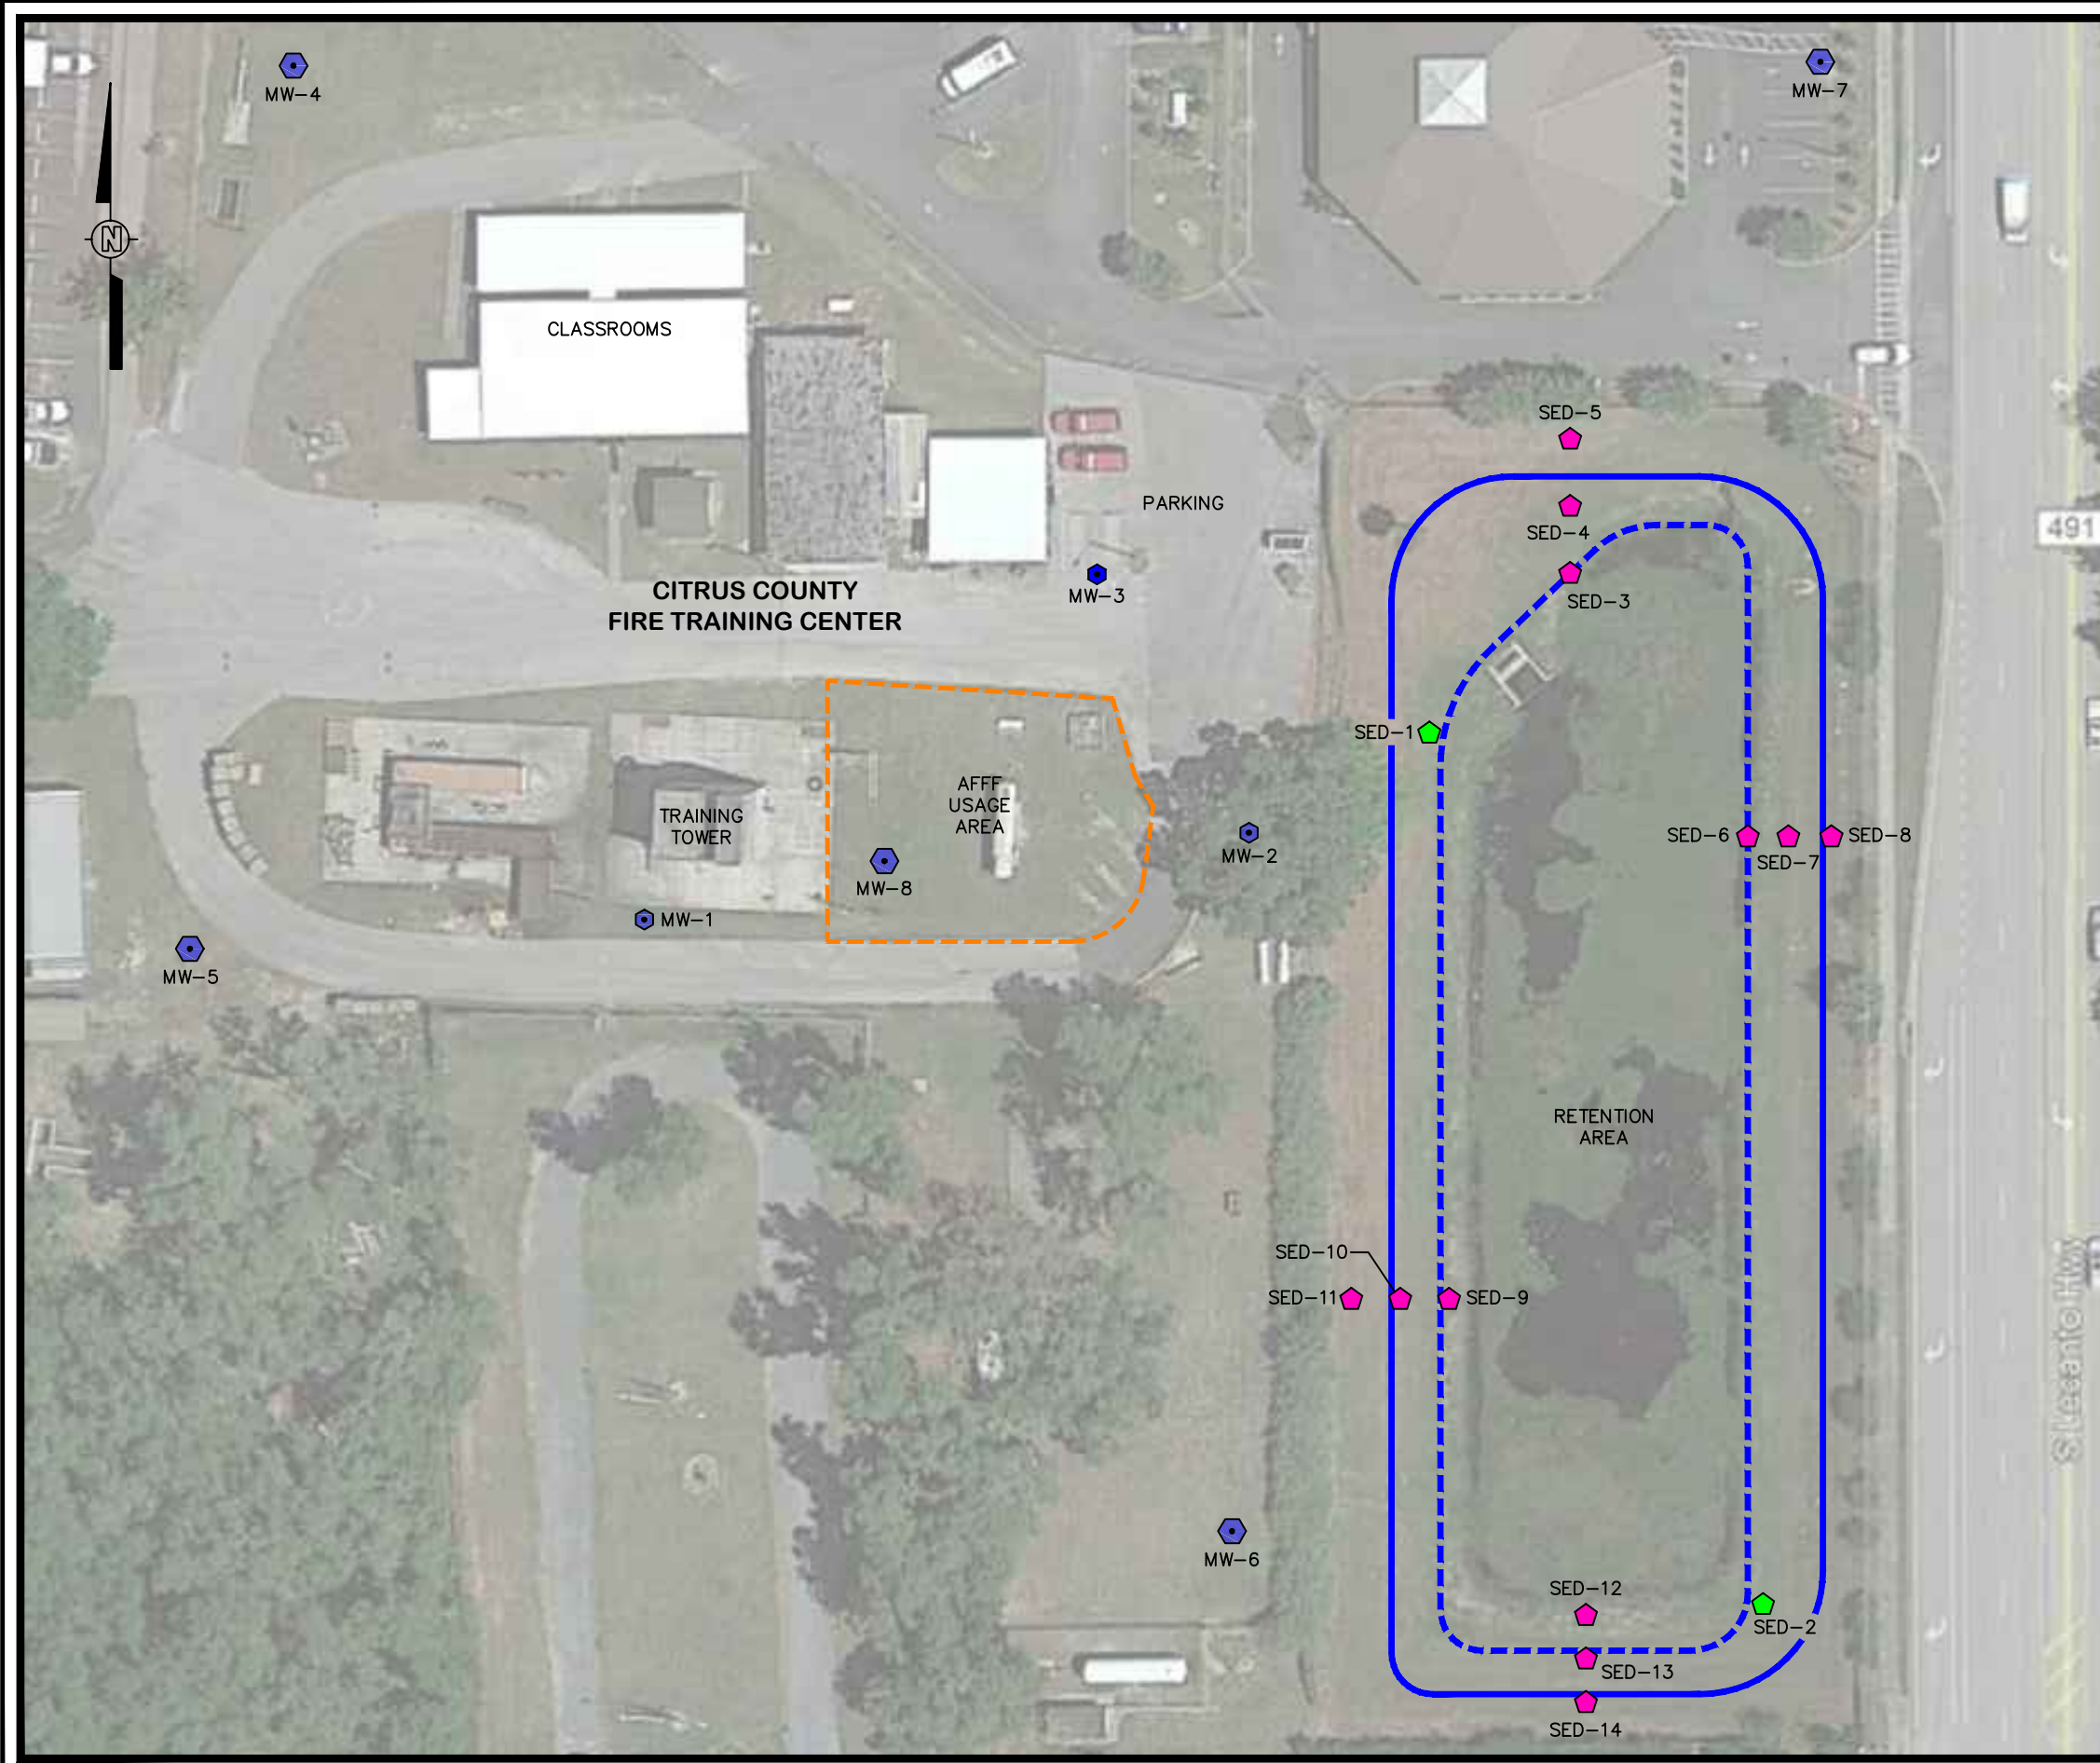 MW-4
MW-7
N
CLASSROOMS
SED-5
PARKING
SED-4
491
CITRUS COUNTY
FIRE TRAINING CENTER
MW-3
SED-3
SED-1
AFFF
USAGE
AREA
TRAINING
TOWER
MW-2
SED-6
SED-7
SED-8
MW-8
MW-1
MW-5
RETENTION
AREA
SED-10
SED-11
SED-9
S Lecanto Hwy
MW-6
SED-12
SED-2
SED-13
SED-14